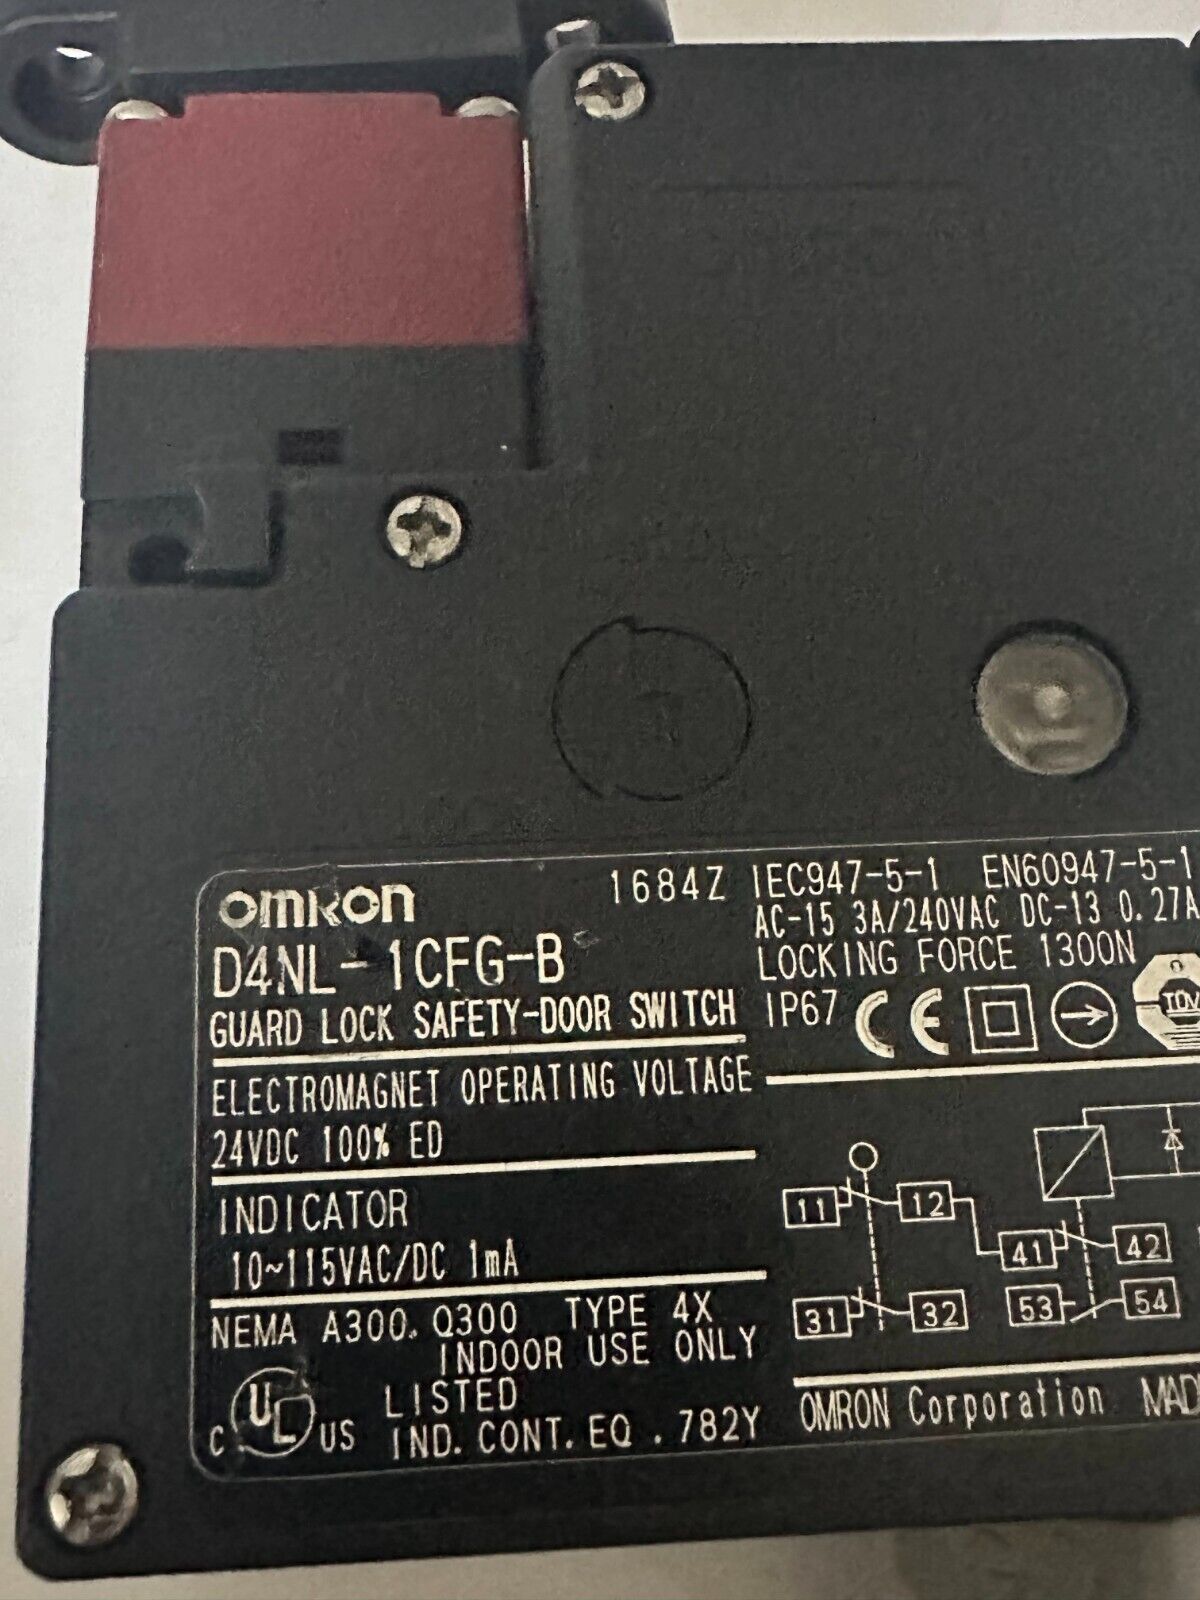 omron
1684Z
D4NL-1CFG-B
GUARD LOCK SAFETY-DOOR SWITCH
IEC947-5-1 EN60947-5-1
AC-15 3A/240VAC DC-13 0.27A
LOCKING FORCE 1300N
IP67 CE TÜV
ELECTROMAGNET OPERATING VOLTAGE
24VDC 100% ED
INDICATOR
10~115VAC/DC 1mA
NEMA A300. Q300 TYPE 4X
INDOOR USE ONLY
C UL US LISTED
IND. CONT. EQ . 782Y
11 12
41 42
31 32 53 54
OMRON Corporation